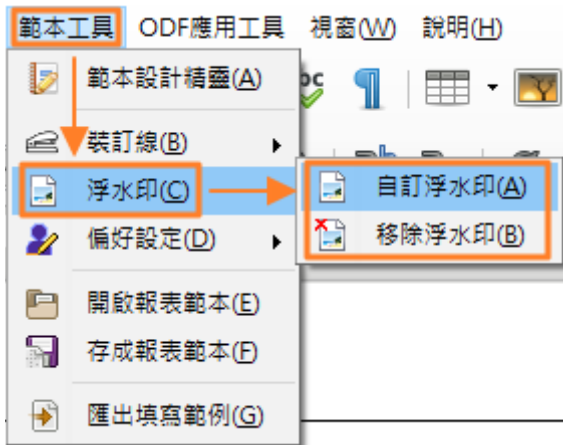 範本工具 ODF應用工具 視窗(W) 說明(H)
範本設計精靈(A)
裝訂線(B)
浮水印(C)
自訂浮水印(A)
偏好設定(D)
移除浮水印(B)
開啟報表範本(E)
存成報表範本(F)
匯出填寫範例(G)